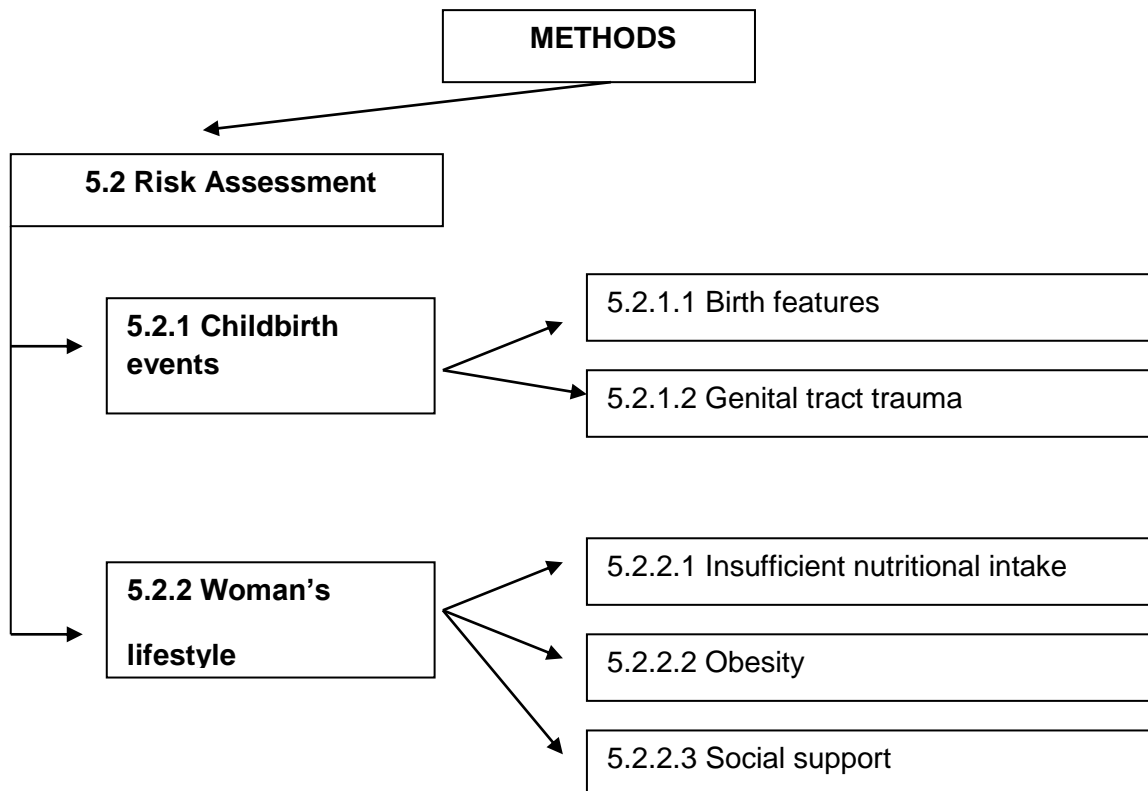 METHODS
5.2 Risk Assessment
5.2.1 Childbirth
events
5.2.1.1 Birth features
5.2.1.2 Genital tract trauma
5.2.2 Woman’s
lifestyle
5.2.2.1 Insufficient nutritional intake
5.2.2.2 Obesity
5.2.2.3 Social support